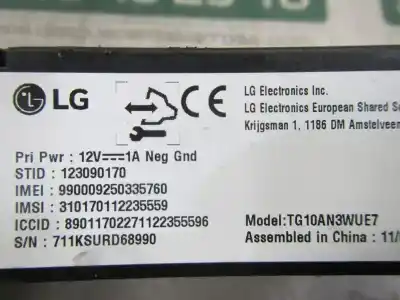 LG
CE
LG Electronics Inc.
LG Electronics European Shared
Krijgsman 1, 1186 DM Amstelveen
Pri Pwr : 12V⎓1A Neg Gnd
STID : 123090170
IMEI : 990009250335760
IMSI : 310170112235559
ICCID : 89011702271122355596
S/N : 711KSURD68990
Model:TG10AN3WUE7
Assembled in China : 11/